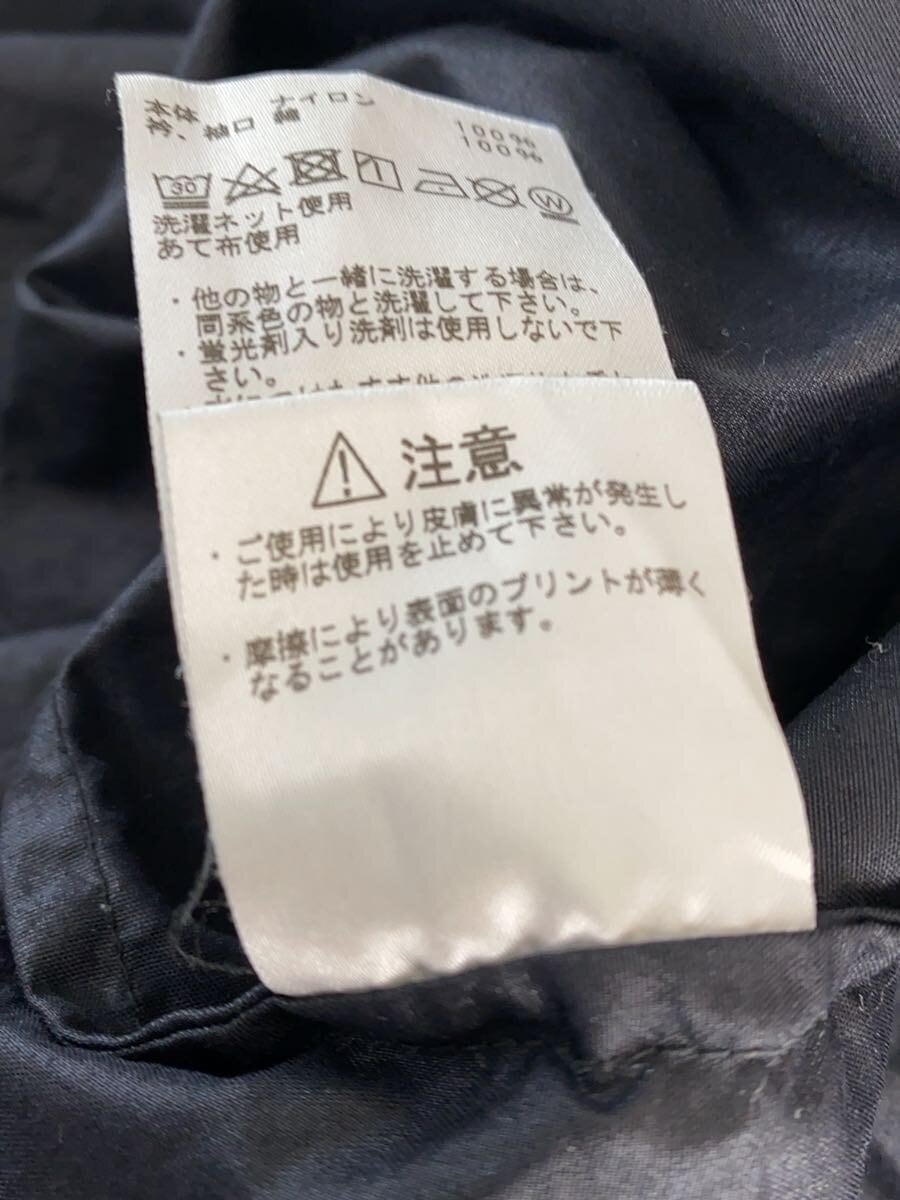 本体 ナイロン 100%
衿、袖口 綿 100%
30 W
洗濯ネット使用
あて布使用
・他の物と一緒に洗濯する場合は、
同系色の物と洗濯して下さい。
・蛍光剤入り洗剤は使用しないで下
さい。
注意
・ご使用により皮膚に異常が発生し
た時は使用を止めて下さい。
・摩擦により表面のプリントが薄く
なることがあります。